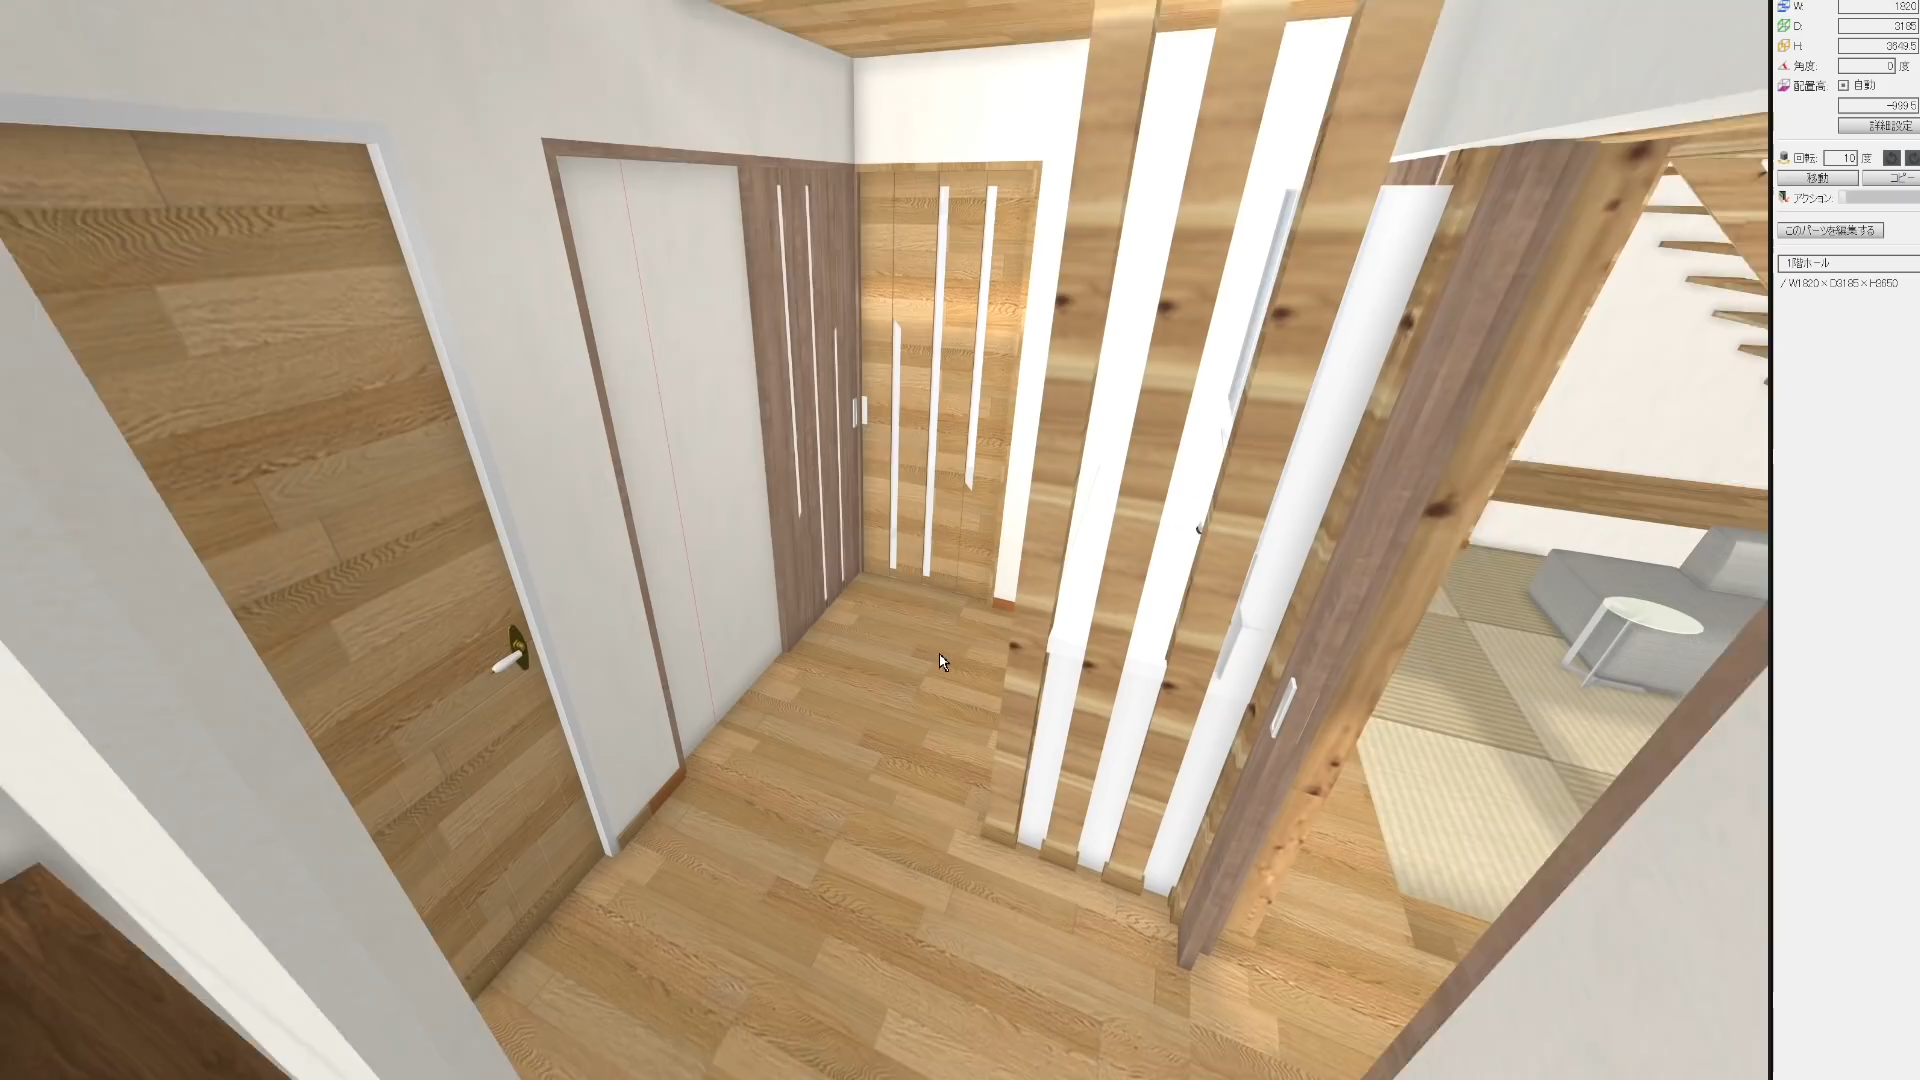 W: 1820
D: 3185
H: 3649.5
角度: 0 度
配置高: 自動
-999.5
詳細設定
回転: 10 度
移動 コピー
アクション:
このパーツを編集する
1階ホール
/ W1820×D3185×H3650